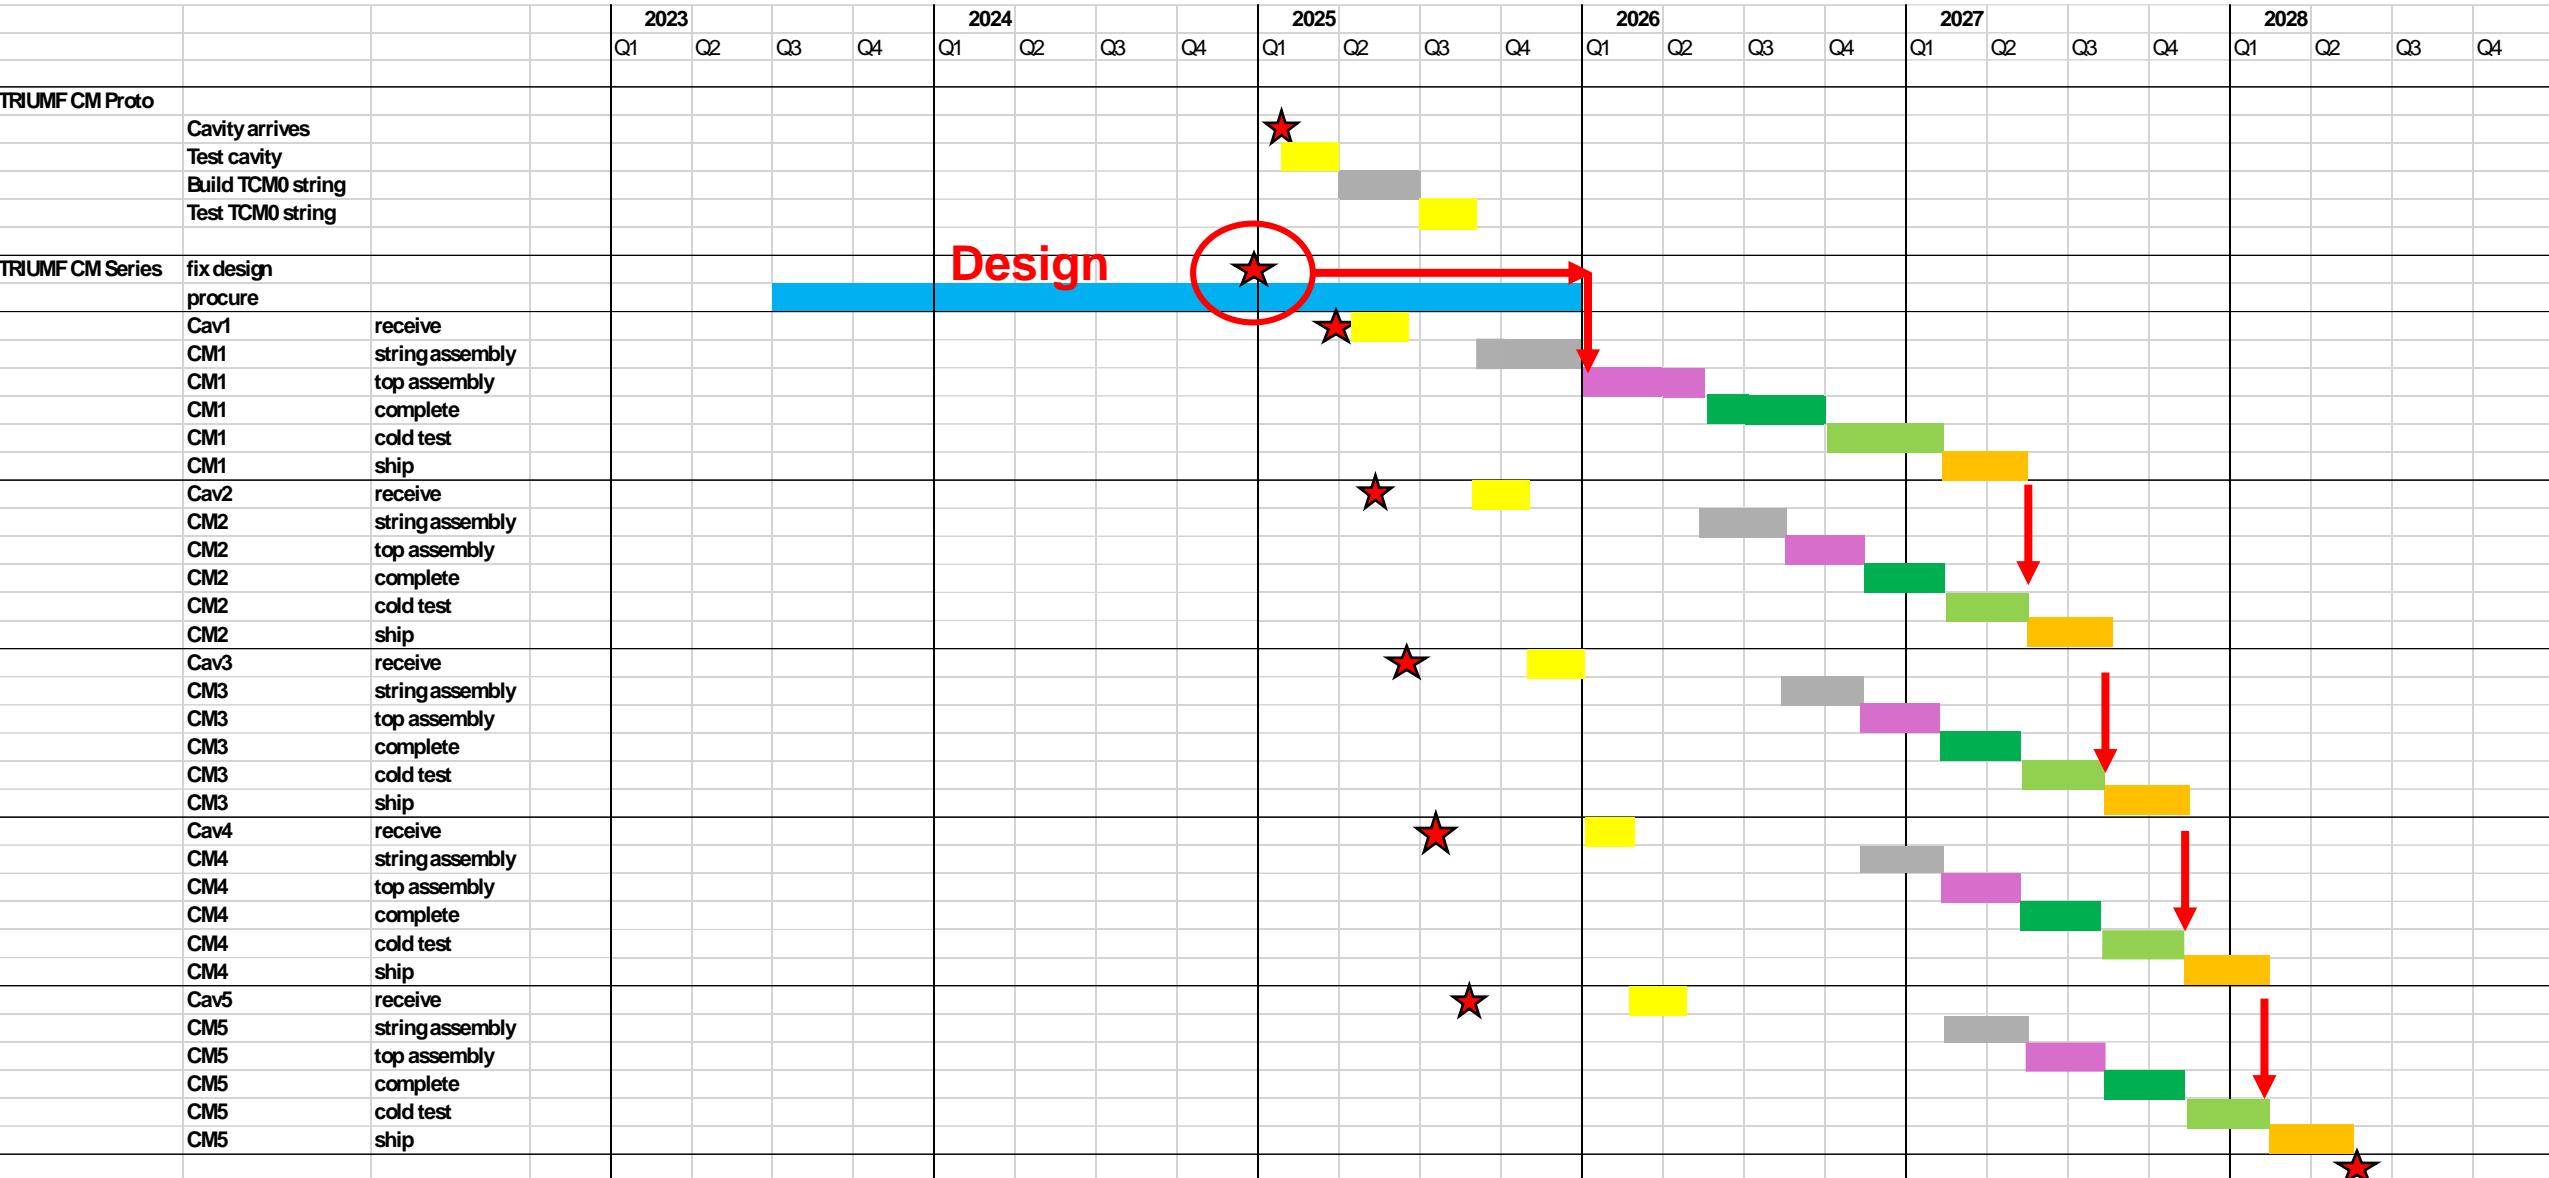 2023 2024 2025 2026 2027 2028
Q1 Q2 Q3 Q4 Q1 Q2 Q3 Q4 Q1 Q2 Q3 Q4 Q1 Q2 Q3 Q4 Q1 Q2 Q3 Q4 Q1 Q2 Q3 Q4
TRIUMF CM Proto
Cavity arrives
Test cavity
Build TCM0 string
Test TCM0 string
Design
TRIUMF CM Series fix design
procure
Cav1 receive
CM1 string assembly
CM1 top assembly
CM1 complete
CM1 cold test
CM1 ship
Cav2 receive
CM2 string assembly
CM2 top assembly
CM2 complete
CM2 cold test
CM2 ship
Cav3 receive
CM3 string assembly
CM3 top assembly
CM3 complete
CM3 cold test
CM3 ship
Cav4 receive
CM4 string assembly
CM4 top assembly
CM4 complete
CM4 cold test
CM4 ship
Cav5 receive
CM5 string assembly
CM5 top assembly
CM5 complete
CM5 cold test
CM5 ship